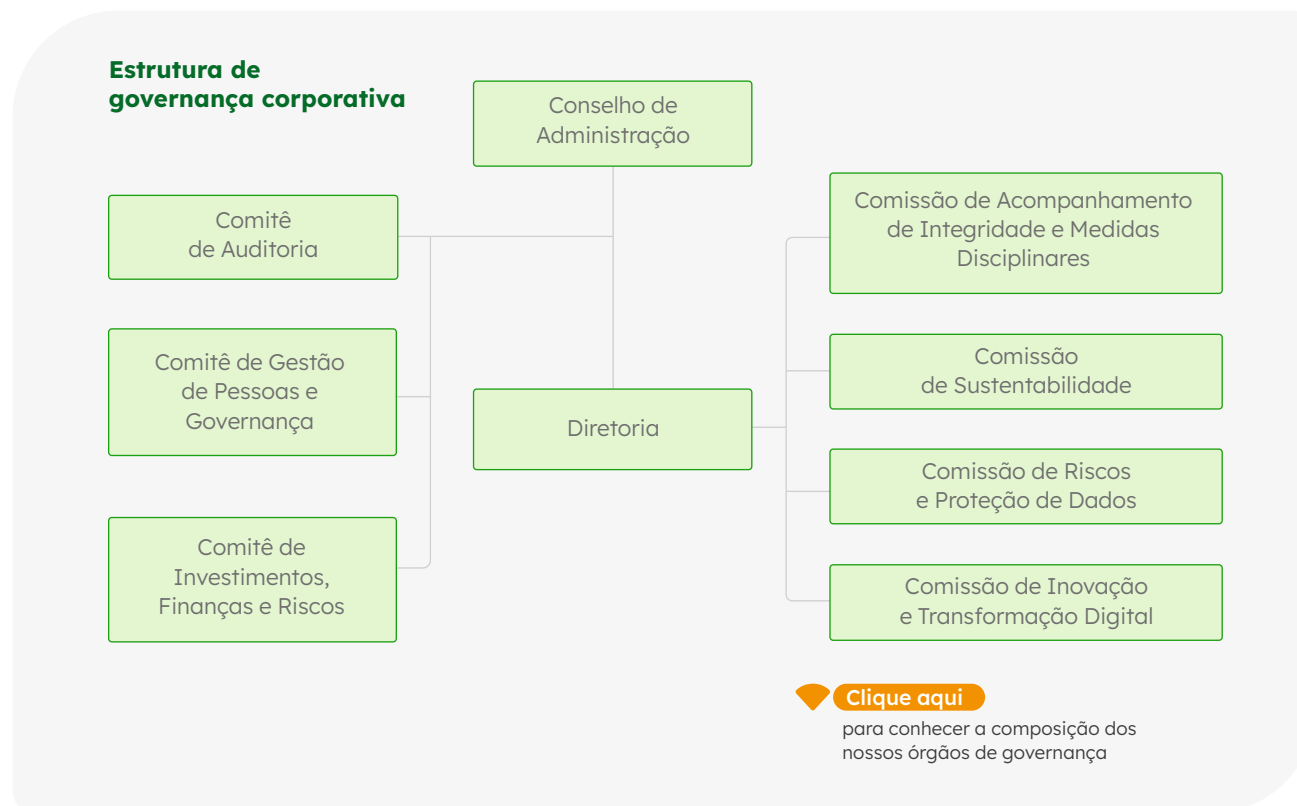 Estrutura de
governança corporativa
Conselho de
Administração
Comitê
de Auditoria
Comitê de Gestão
de Pessoas e
Governança
Comitê de
Investimentos,
Finanças e Riscos
Diretoria
Comissão de Acompanhamento
de Integridade e Medidas
Disciplinares
Comissão
de Sustentabilidade
Comissão de Riscos
e Proteção de Dados
Comissão de Inovação
e Transformação Digital
Clique aqui
para conhecer a composição dos
nossos órgãos de governança